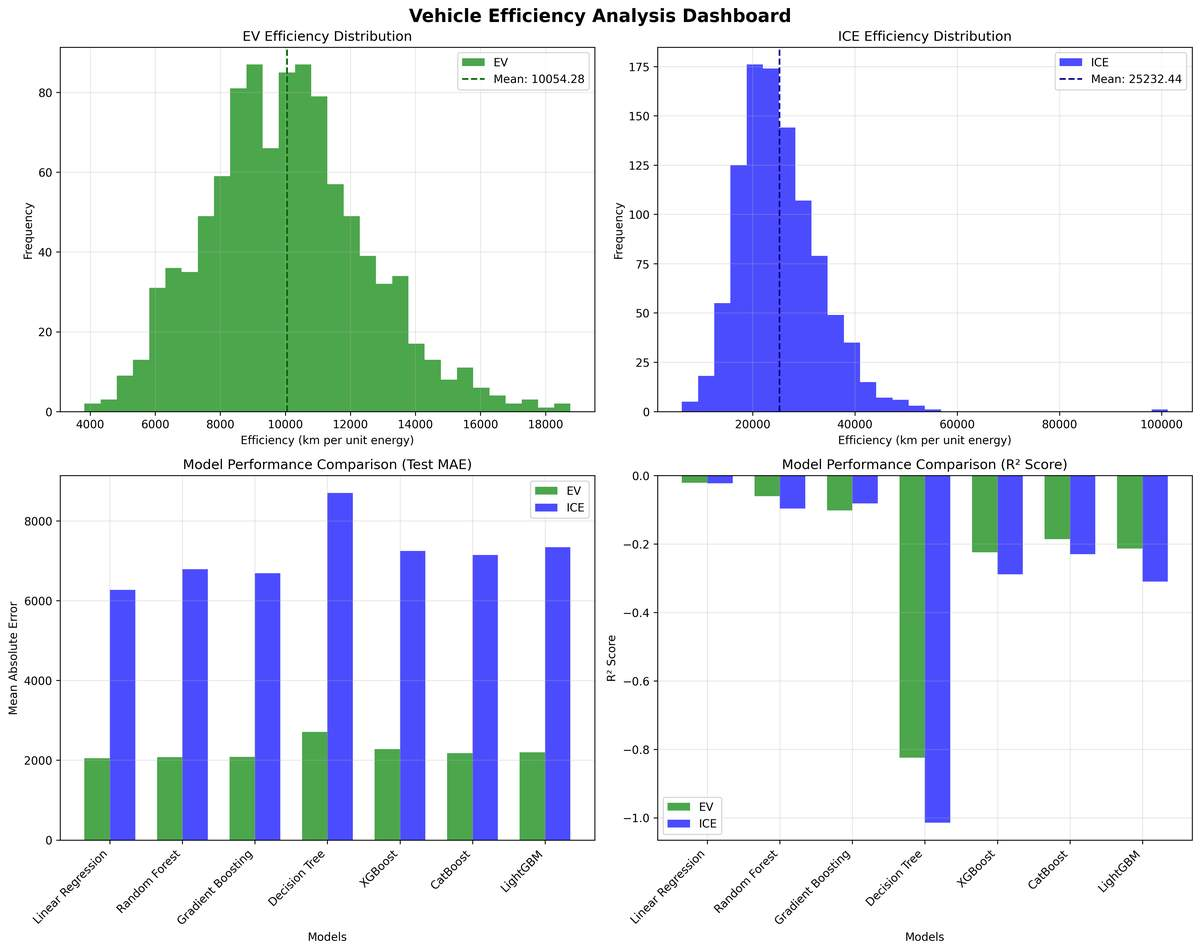 Vehicle Efficiency Analysis Dashboard
EV Efficiency Distribution
EV
Mean: 10054.28
Frequency
0
20
40
60
80
4000
6000
8000
10000
12000
14000
16000
18000
Efficiency (km per unit energy)
ICE Efficiency Distribution
ICE
Mean: 25232.44
Frequency
0
25
50
75
100
125
150
175
20000
40000
60000
80000
100000
Efficiency (km per unit energy)
Model Performance Comparison (Test MAE)
EV
ICE
Mean Absolute Error
0
2000
4000
6000
8000
Linear Regression
Random Forest
Gradient Boosting
Decision Tree
XGBoost
CatBoost
LightGBM
Models
Model Performance Comparison (R² Score)
EV
ICE
R² Score
0.0
−0.2
−0.4
−0.6
−0.8
−1.0
Linear Regression
Random Forest
Gradient Boosting
Decision Tree
XGBoost
CatBoost
LightGBM
Models